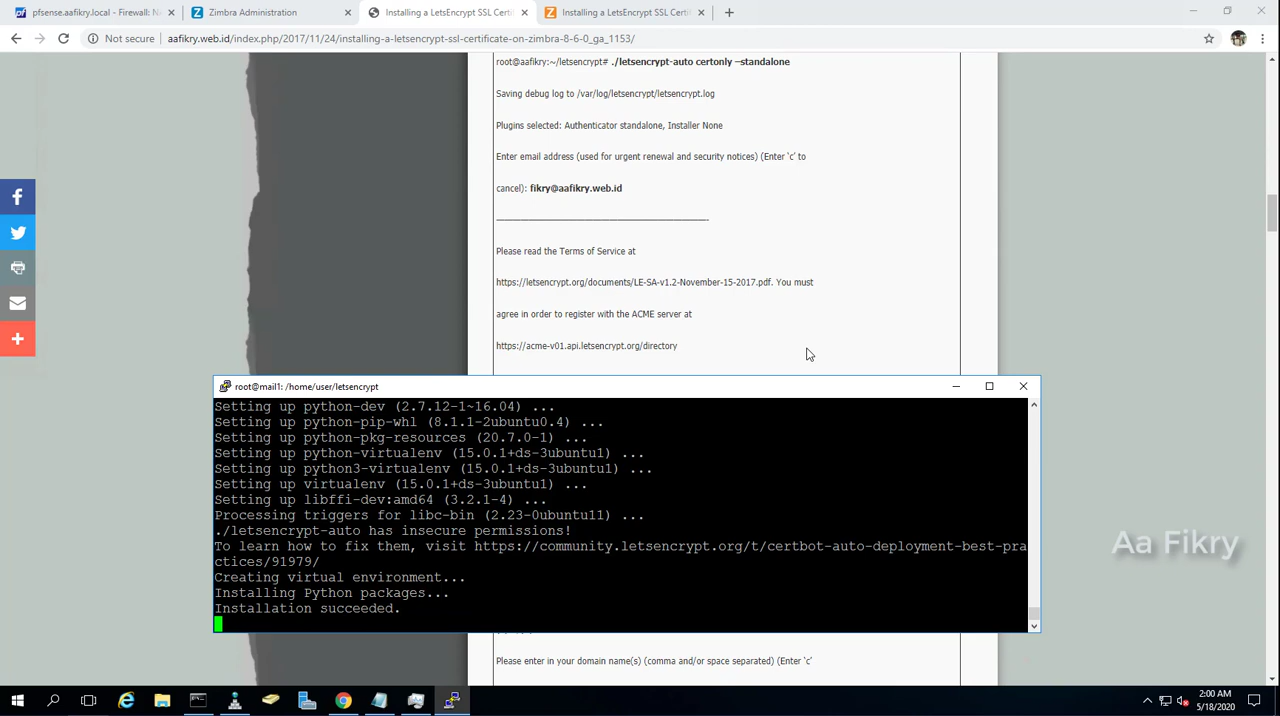 pfsense.aafikry.local - Firewall: N
Zimbra Administration
Installing a LetsEncrypt SSL Certi
Installing a LetsEncrypt SSL Certi
Not secure
aafikry.web.id/index.php/2017/11/24/installing-a-letsencrypt-ssl-certificate-on-zimbra-8-6-0_ga_1153/
root@aafikry:~/letsencrypt# ./letsencrypt-auto certonly –standalone
Saving debug log to /var/log/letsencrypt/letsencrypt.log
Plugins selected: Authenticator standalone, Installer None
Enter email address (used for urgent renewal and security notices) (Enter 'c' to
cancel): fikry@aafikry.web.id
——————————————————————-
Please read the Terms of Service at
https://letsencrypt.org/documents/LE-SA-v1.2-November-15-2017.pdf. You must
agree in order to register with the ACME server at
https://acme-v01.api.letsencrypt.org/directory
root@mail1: /home/user/letsencrypt
Setting up python-dev (2.7.12-1~16.04) ...
Setting up python-pip-whl (8.1.1-2ubuntu0.4) ...
Setting up python-pkg-resources (20.7.0-1) ...
Setting up python-virtualenv (15.0.1+ds-3ubuntu1) ...
Setting up python3-virtualenv (15.0.1+ds-3ubuntu1) ...
Setting up virtualenv (15.0.1+ds-3ubuntu1) ...
Setting up libffi-dev:amd64 (3.2.1-4) ...
Processing triggers for libc-bin (2.23-0ubuntu11) ...
./letsencrypt-auto has insecure permissions!
To learn how to fix them, visit https://community.letsencrypt.org/t/certbot-auto-deployment-best-pra
ctices/91979/
Creating virtual environment...
Installing Python packages...
Installation succeeded.
Aa Fikry
Please enter in your domain name(s) (comma and/or space separated) (Enter 'c'
2:00 AM
5/18/2020